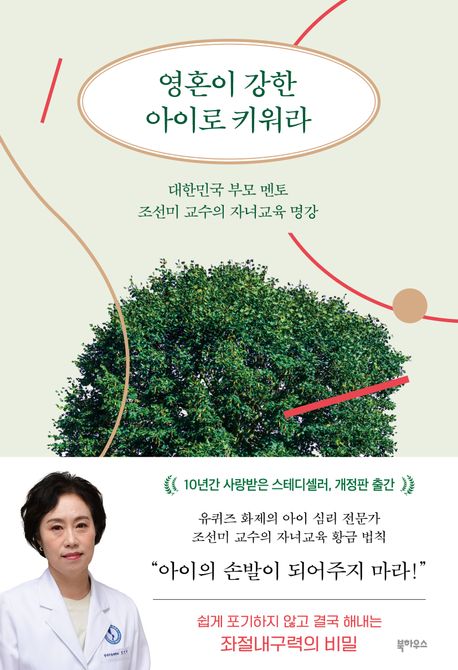 영혼이 강한
아이로 키워라
대한민국 부모 멘토
조선미 교수의 자녀교육 명강
10년간 사랑받은 스테디셀러, 개정판 출간
유퀴즈 화제의 아이 심리 전문가
조선미 교수의 자녀교육 황금 법칙
“아이의 손발이 되어주지 마라!”
쉽게 포기하지 않고 결국 해내는
좌절내구력의 비밀
북하우스